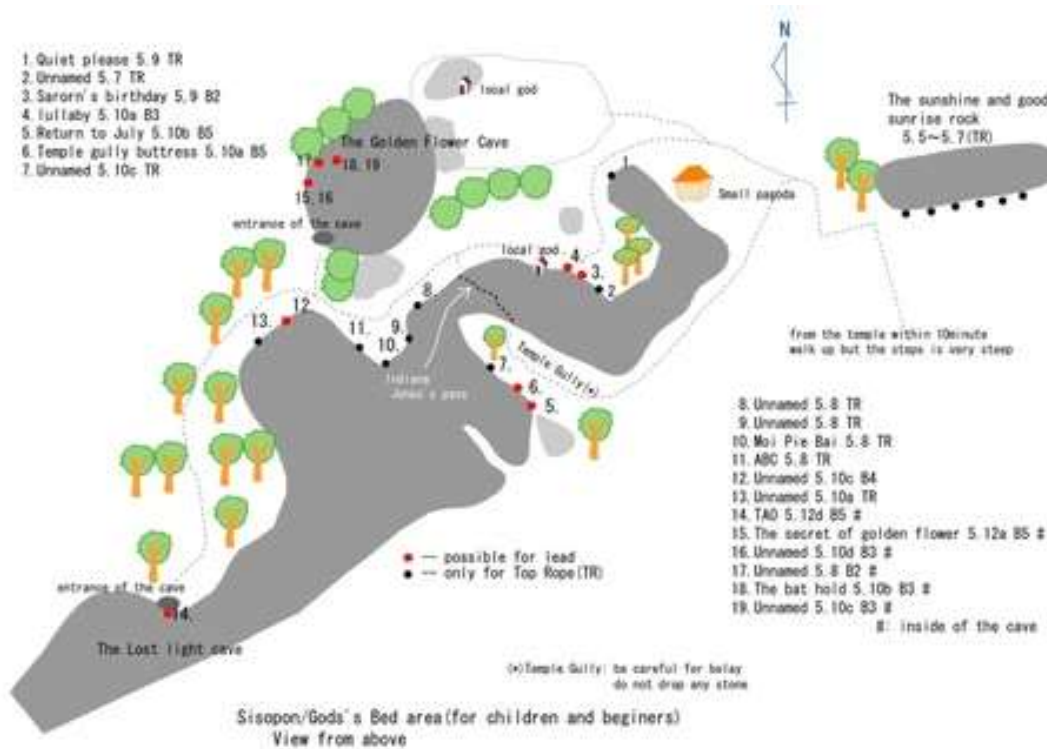 1. Quiet please 5.9 TR
2. Unnamed 5.7 TR
3. Sarorn's birthday 5.9 B2
4. lullaby 5.10a B3
5. Return to July 5.10b B5
6. Temple gully buttress 5.10a B5
7. Unnamed 5.10c TR
N
local god
The Golden Flower Cave
17
18, 19
15, 16
entrance of the cave
The sunshine and good
sunrise rock
5.5~5.7(TR)
1.
Small pagoda
local god
4.
3.
2
8.
9.
10.
11.
12.
13.
Indiana
Jones's pass
Temple Gully(*)
7.
6.
5.
from the temple within 10minute
walk up but the steps is very steep
8. Unnamed 5.8 TR
9. Unnamed 5.8 TR
10. Moi Pie Bai 5.8 TR
11. ABC 5.8 TR
12. Unnamed 5.10c B4
13. Unnamed 5.10a TR
14. TAO 5.12d B5 #
15. The secret of golden flower 5.12a B5 #
16. Unnamed 5.10d B3 #
17. Unnamed 5.8 B2 #
18. The bat hold 5.10b B3 #
19. Unnamed 5.10c B3 #
#: inside of the cave
possible for lead
only for Top Rope(TR)
entrance of the cave
14.
The Lost light cave
(*)Temple Gully: be careful for belay
do not drop any stone
Sisopon/Gods's Bed area(for children and beginers)
View from above